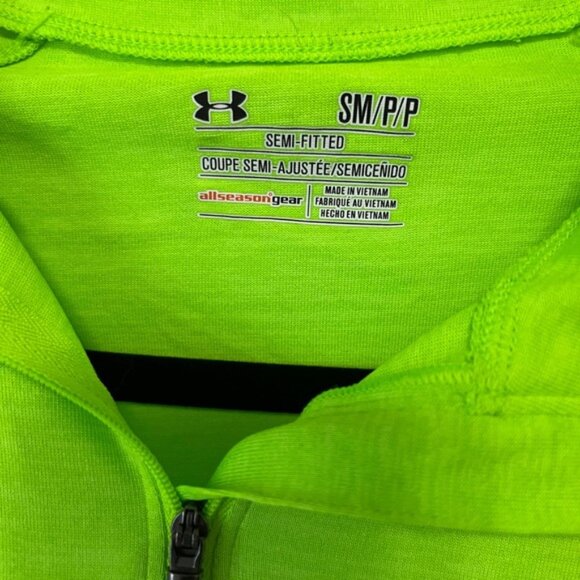 SM/P/P
SEMI-FITTED
COUPE SEMI-AJUSTÉE/SEMICEÑIDO
allseasongear
MADE IN VIETNAM
FABRIQUÉ AU VIETNAM
HECHO EN VIETNAM